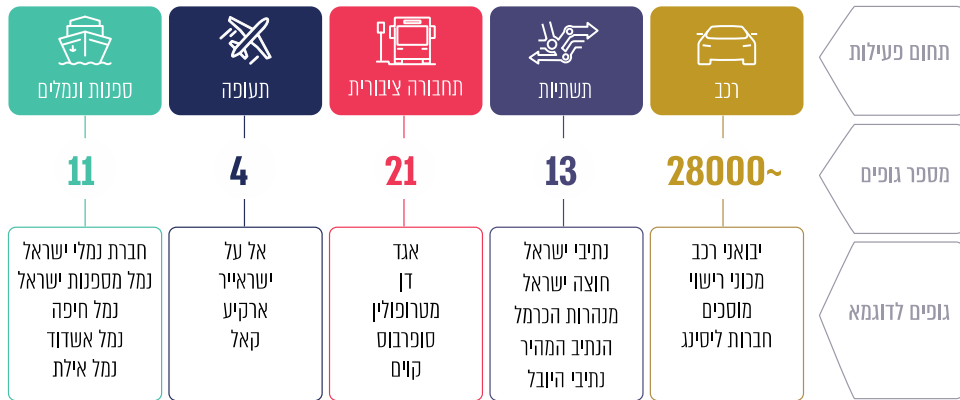 תחום פעילות
רכב
תשתיות
תחבורה ציבורית
תעופה
ספנות ונמלים
מספר גופים
28000~
13
21
4
11
גופים לדוגמא
יבואני רכב
מכוני רישוי
מוסכים
חברות ליסינג
נתיבי ישראל
חוצה ישראל
מנהרות הכרמל
הנתיב המהיר
נתיבי היובל
אגד
דן
מטרופולין
סופרבוס
קווים
אל על
ישראייר
ארקיע
קאל
חברת נמלי ישראל
נמל מספנות ישראל
נמל חיפה
נמל אשדוד
נמל אילת